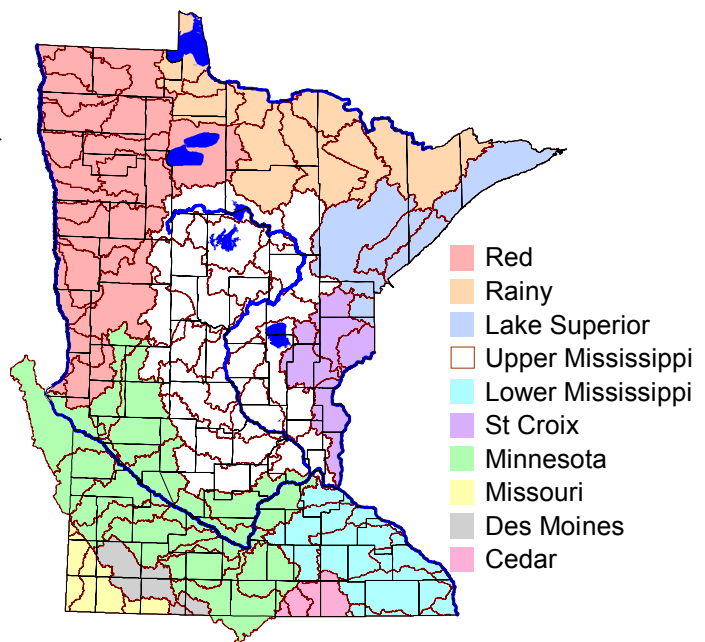 Red
Rainy
Lake Superior
Upper Mississippi
Lower Mississippi
St Croix
Minnesota
Missouri
Des Moines
Cedar